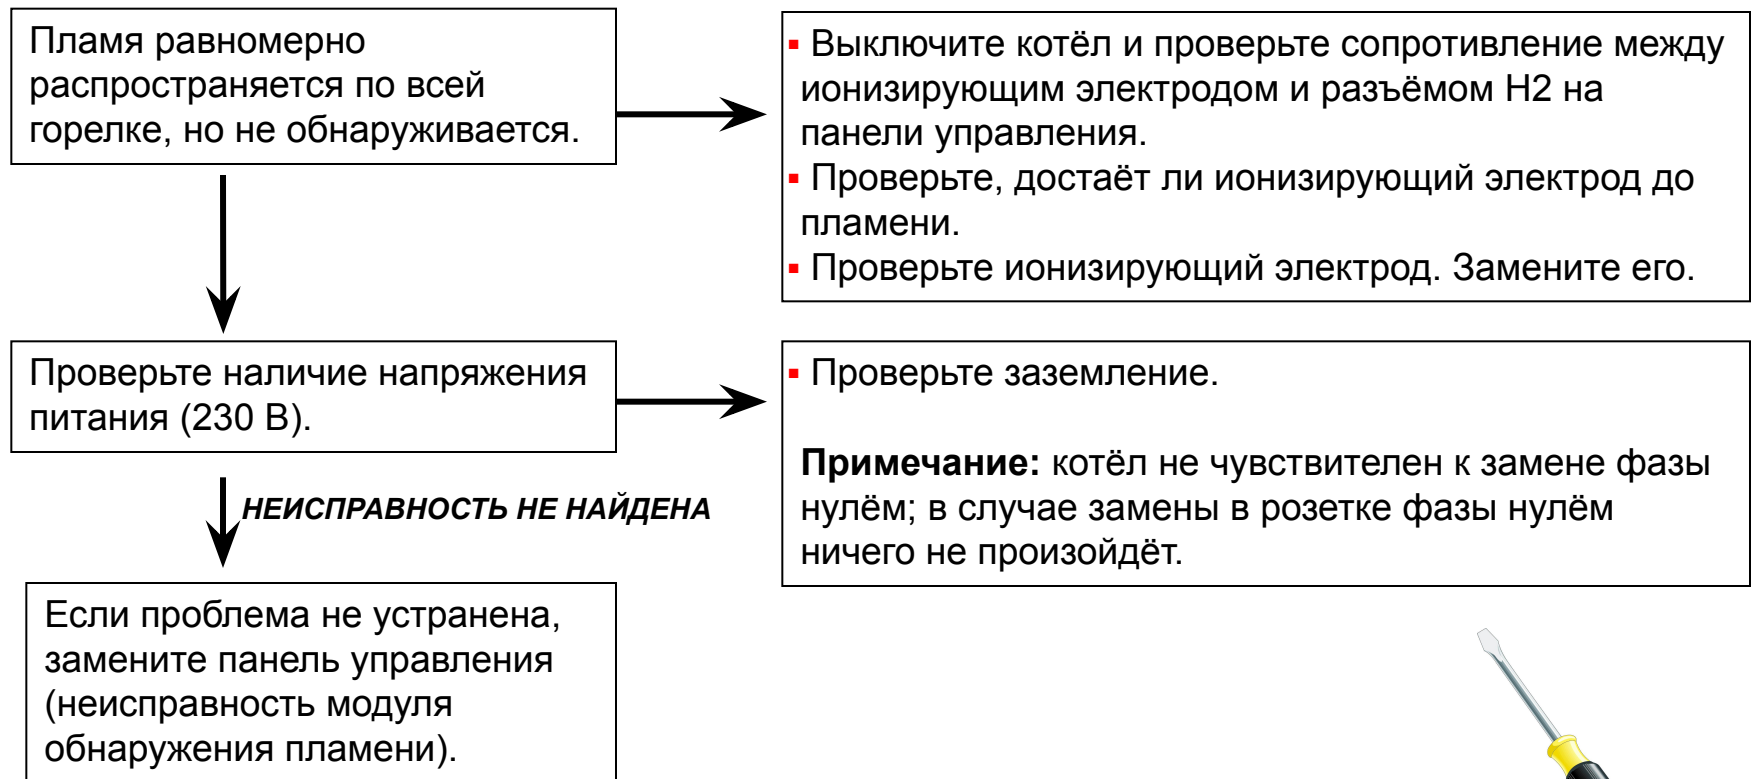 Пламя равномерно
распространяется по всей
горелке, но не обнаруживается.
▪ Выключите котёл и проверьте сопротивление между
ионизирующим электродом и разъёмом H2 на
панели управления.
▪ Проверьте, достаёт ли ионизирующий электрод до
пламени.
▪ Проверьте ионизирующий электрод. Замените его.
Проверьте наличие напряжения
питания (230 В).
▪ Проверьте заземление.
Примечание: котёл не чувствителен к замене фазы
нулём; в случае замены в розетке фазы нулём
ничего не произойдёт.
НЕИСПРАВНОСТЬ НЕ НАЙДЕНА
Если проблема не устранена,
замените панель управления
(неисправность модуля
обнаружения пламени).